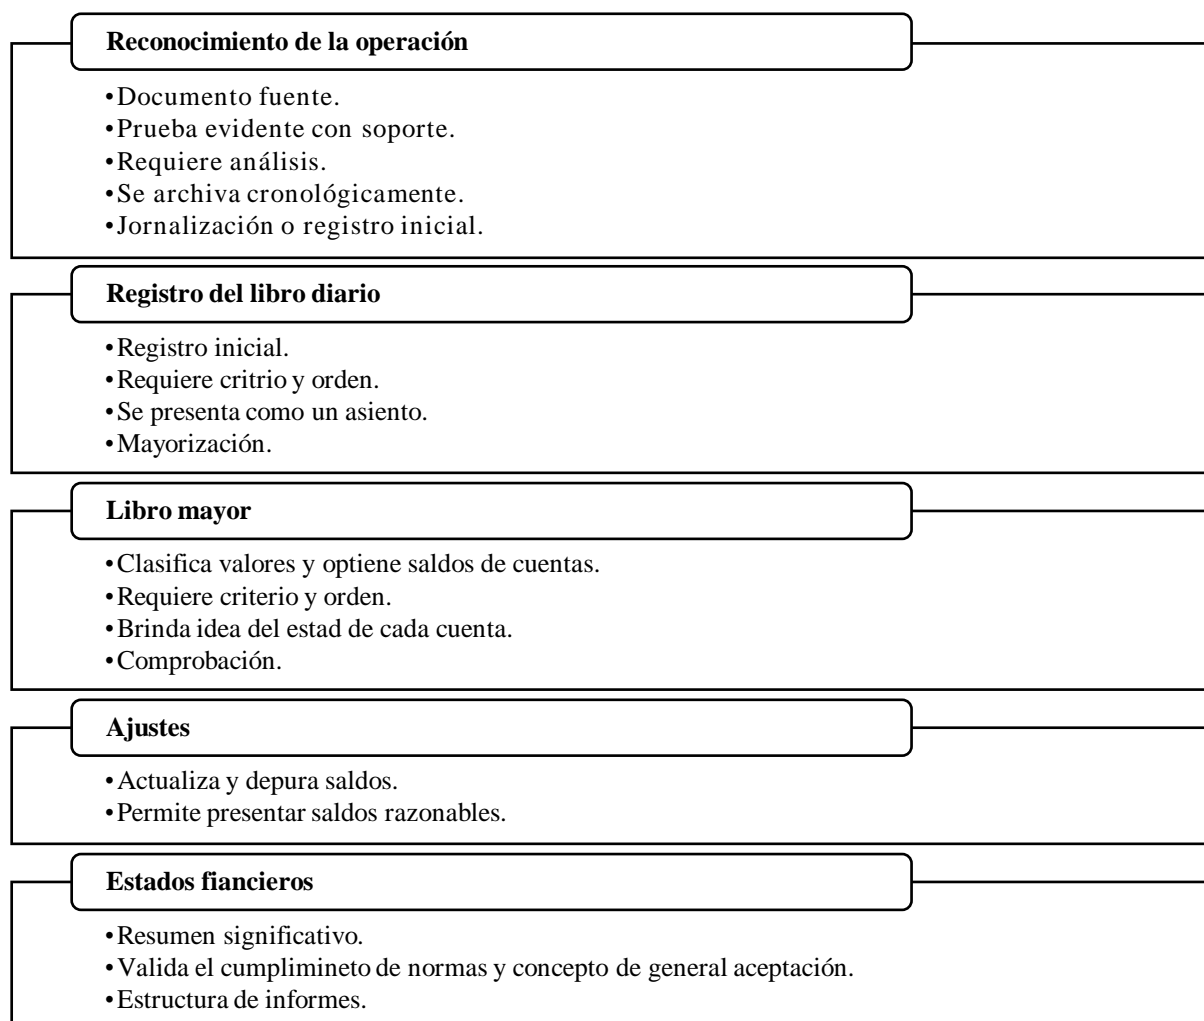 Reconocimiento de la operación
•Documento fuente.
•Prueba evidente con soporte.
•Requiere análisis.
•Se archiva cronológicamente.
•Jornalización o registro inicial.
Registro del libro diario
•Registro inicial.
•Requiere critrio y orden.
•Se presenta como un asiento.
•Mayorización.
Libro mayor
•Clasifica valores y optiene saldos de cuentas.
•Requiere criterio y orden.
•Brinda idea del estad de cada cuenta.
•Comprobación.
Ajustes
•Actualiza y depura saldos.
•Permite presentar saldos razonables.
Estados fiancieros
•Resumen significativo.
•Valida el cumplimineto de normas y concepto de general aceptación.
•Estructura de informes.